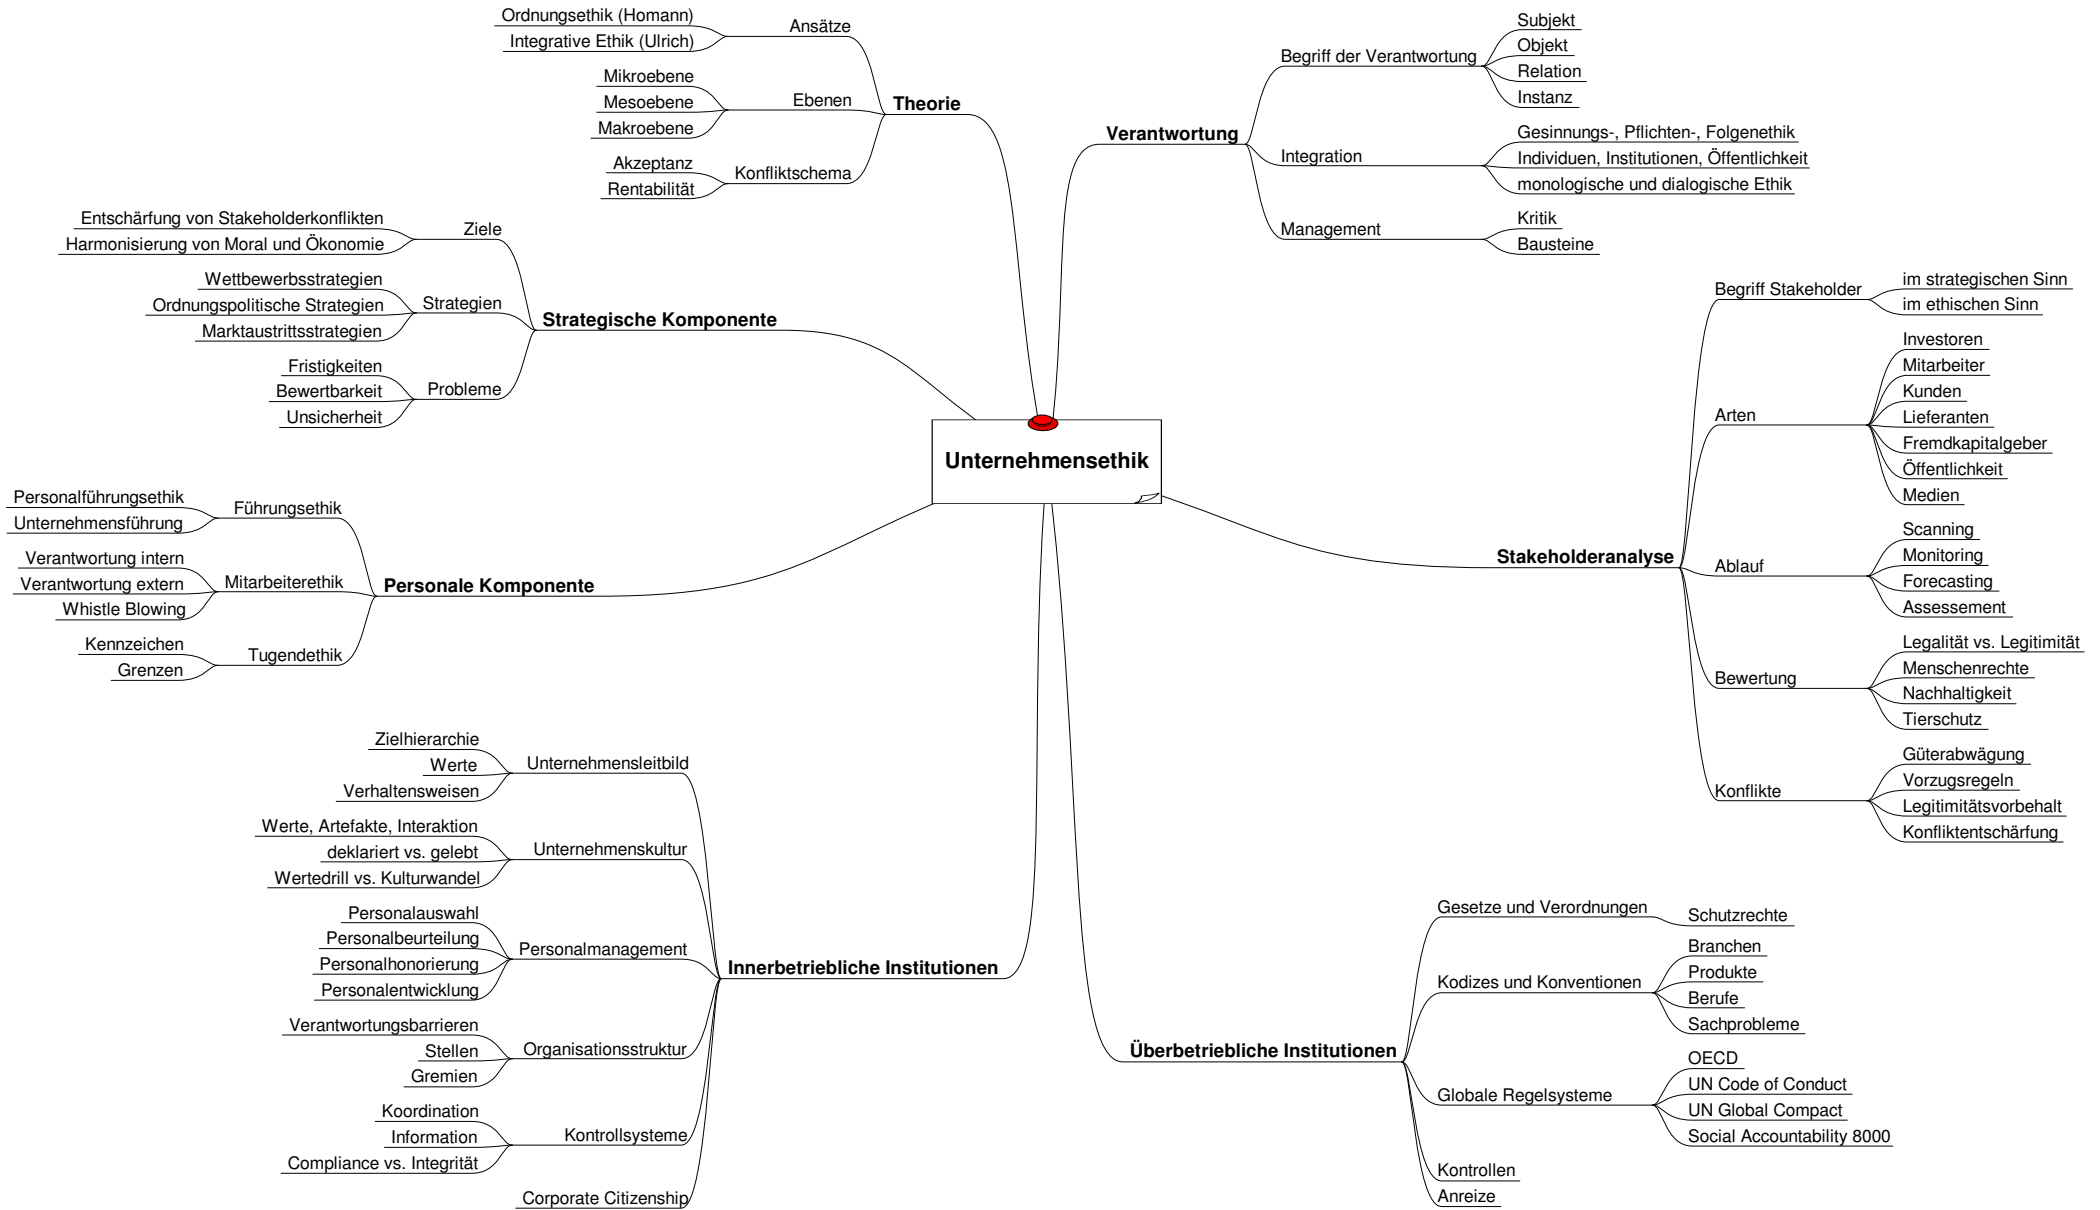 Unternehmensethik
Theorie
Ansätze
Ordnungsethik (Homann)
Integrative Ethik (Ulrich)
Ebenen
Mikroebene
Mesoebene
Makroebene
Konfliktschema
Akzeptanz
Rentabilität
Strategische Komponente
Ziele
Entschärfung von Stakeholderkonflikten
Harmonisierung von Moral und Ökonomie
Strategien
Wettbewerbsstrategien
Ordnungspolitische Strategien
Marktaustrittsstrategien
Probleme
Fristigkeiten
Bewertbarkeit
Unsicherheit
Personale Komponente
Führungsethik
Personalführungsethik
Unternehmensführung
Mitarbeiterethik
Verantwortung intern
Verantwortung extern
Whistle Blowing
Tugendethik
Kennzeichen
Grenzen
Innerbetriebliche Institutionen
Unternehmensleitbild
Zielhierarchie
Werte
Verhaltensweisen
Unternehmenskultur
Werte, Artefakte, Interaktion
deklariert vs. gelebt
Wertedrill vs. Kulturwandel
Personalmanagement
Personalauswahl
Personalbeurteilung
Personalhonorierung
Personalentwicklung
Organisationsstruktur
Verantwortungsbarrieren
Stellen
Gremien
Kontrollsysteme
Koordination
Information
Compliance vs. Integrität
Corporate Citizenship
Verantwortung
Begriff der Verantwortung
Subjekt
Objekt
Relation
Instanz
Integration
Gesinnungs-, Pflichten-, Folgenethik
Individuen, Institutionen, Öffentlichkeit
monologische und dialogische Ethik
Management
Kritik
Bausteine
Stakeholderanalyse
Begriff Stakeholder
im strategischen Sinn
im ethischen Sinn
Arten
Investoren
Mitarbeiter
Kunden
Lieferanten
Fremdkapitalgeber
Öffentlichkeit
Medien
Ablauf
Scanning
Monitoring
Forecasting
Assessement
Bewertung
Legalität vs. Legitimität
Menschenrechte
Nachhaltigkeit
Tierschutz
Konflikte
Güterabwägung
Vorzugsregeln
Legitimitätsvorbehalt
Konfliktentschärfung
Überbetriebliche Institutionen
Gesetze und Verordnungen
Schutzrechte
Kodizes und Konventionen
Branchen
Produkte
Berufe
Sachprobleme
Globale Regelsysteme
OECD
UN Code of Conduct
UN Global Compact
Social Accountability 8000
Kontrollen
Anreize